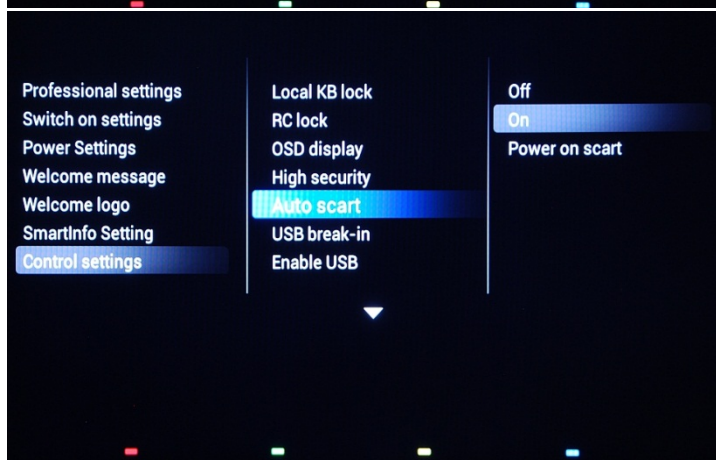 Professional settings
Switch on settings
Power Settings
Welcome message
Welcome logo
SmartInfo Setting
Control settings
Local KB lock
RC lock
OSD display
High security
Auto scart
USB break-in
Enable USB
Off
On
Power on scart